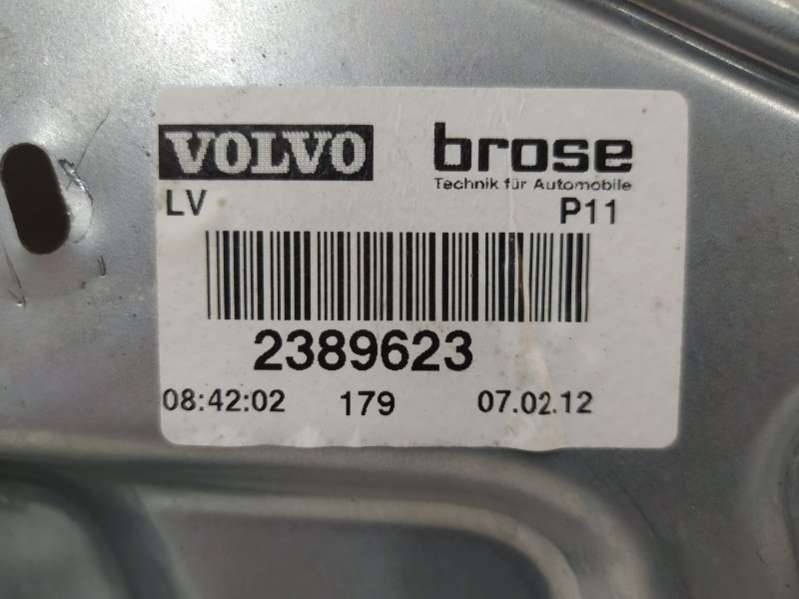 VOLVO brose
Technik für Automobile
LV P11
2389623
08:42:02 179 07.02.12